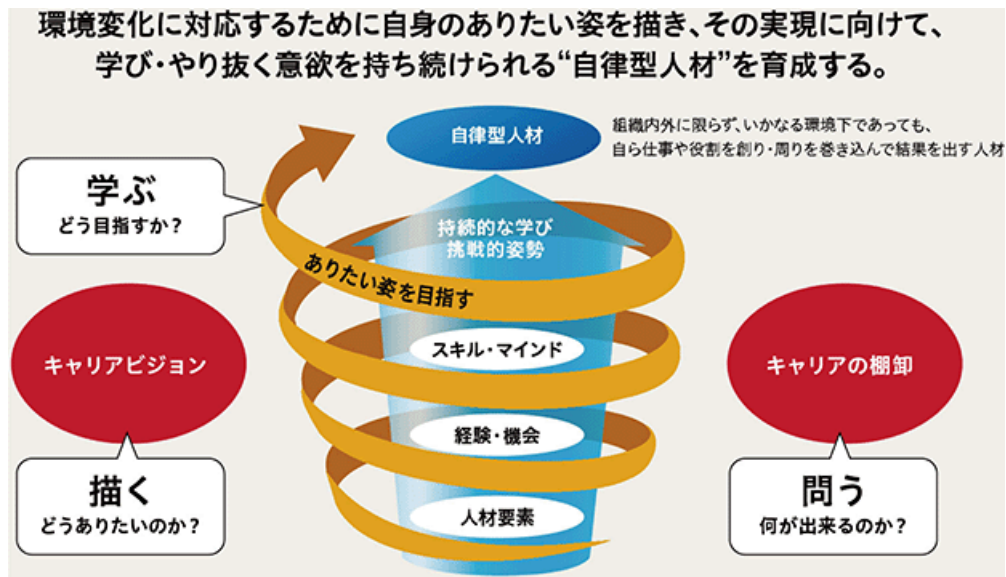 環境変化に対応するために自身のありたい姿を描き、その実現に向けて、
学び・やり抜く意欲を持ち続けられる“自律型人材”を育成する。
自律型人材
組織内外に限らず、いかなる環境下であっても、
自ら仕事や役割を創り・周りを巻き込んで結果を出す人材
学ぶ
どう目指すか？
持続的な学び
挑戦的姿勢
ありたい姿を目指す
スキル・マインド
キャリアビジョン
キャリアの棚卸
経験・機会
描く
どうありたいのか？
人材要素
問う
何が出来るのか？